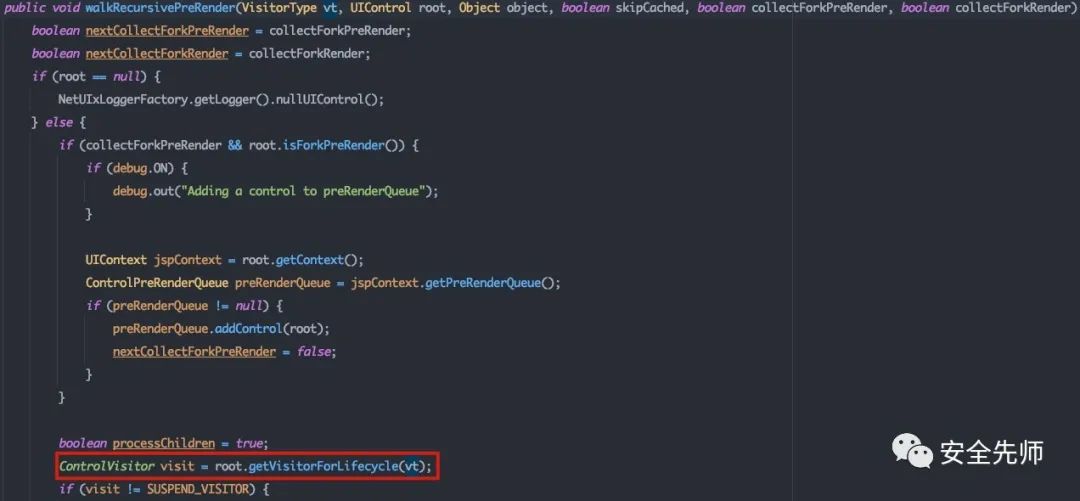 public void walkRecursivePreRender(VisitorType vt, UIControl root, Object object, boolean skipCached, boolean collectForkPreRender, boolean collectForkRender)
boolean nextCollectForkPreRender = collectForkPreRender;
boolean nextCollectForkRender = collectForkRender;
if (root == null) {
NetUIxLoggerFactory.getLogger().nullUIControl();
} else {
if (collectForkPreRender && root.isForkPreRender()) {
if (debug.ON) {
debug.out("Adding a control to preRenderQueue");
}
UIContext jspContext = root.getContext();
ControlPreRenderQueue preRenderQueue = jspContext.getPreRenderQueue();
if (preRenderQueue != null) {
preRenderQueue.addControl(root);
nextCollectForkPreRender = false;
}
}
boolean processChildren = true;
ControlVisitor visit = root.getVisitorForLifecycle(vt);
if (visit != SUSPEND_VISITOR) {
安全先师